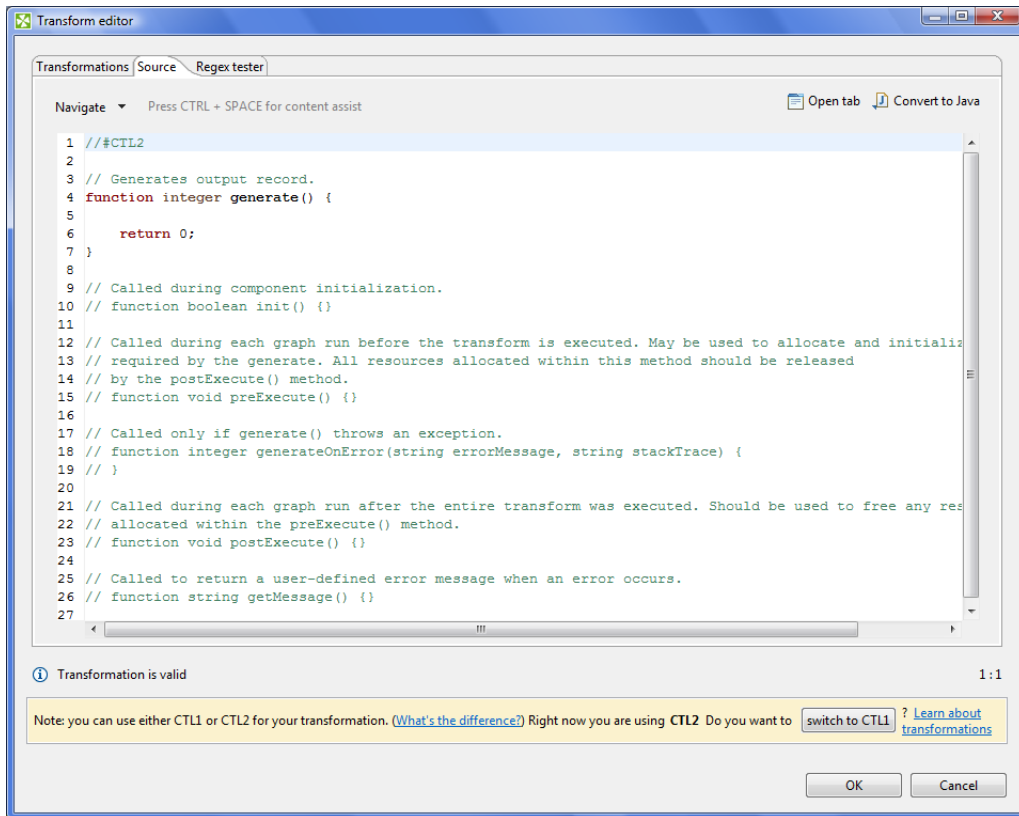 Transform editor
Transformations Source Regex tester
Navigate Press CTRL + SPACE for content assist Open tab Convert to Java
1 //#CTL2
2
3 // Generates output record.
4 function integer generate() {
5
6 return 0;
7 }
8
9 // Called during component initialization.
10 // function boolean init() {}
11
12 // Called during each graph run before the transform is executed. May be used to allocate and initializ
13 // required by the generate. All resources allocated within this method should be released
14 // by the postExecute() method.
15 // function void preExecute() {}
16
17 // Called only if generate() throws an exception.
18 // function integer generateOnError(string errorMessage, string stackTrace) {
19 // }
20
21 // Called during each graph run after the entire transform was executed. Should be used to free any res
22 // allocated within the preExecute() method.
23 // function void postExecute() {}
24
25 // Called to return a user-defined error message when an error occurs.
26 // function string getMessage() {}
27
Transformation is valid 1:1
Note: you can use either CTL1 or CTL2 for your transformation. (What's the difference?) Right now you are using CTL2 Do you want to switch to CTL1 ? Learn about
transformations
OK Cancel